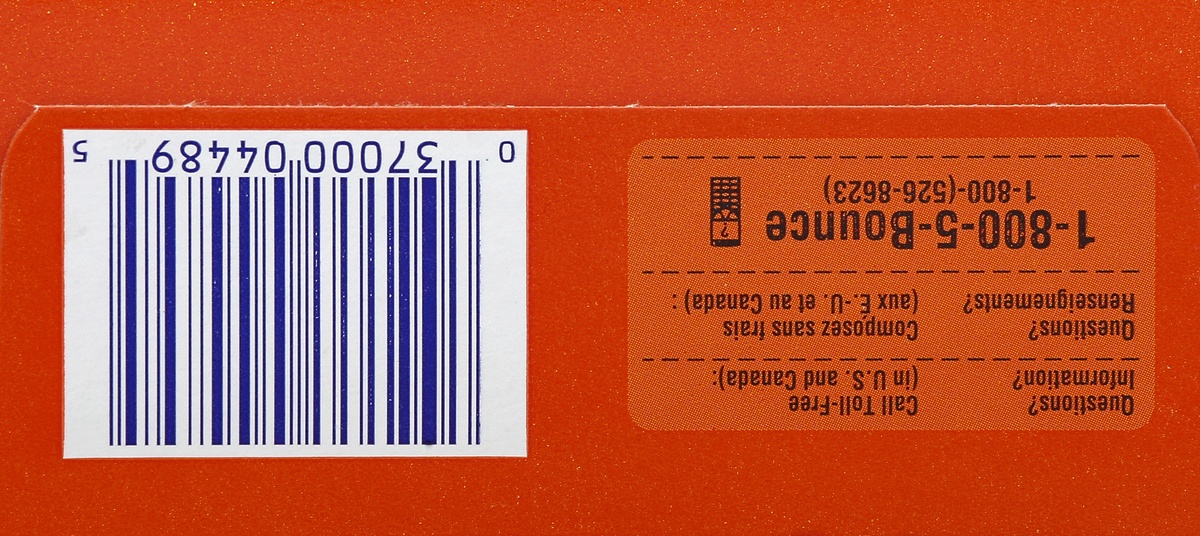 Questions? Call Toll-Free
Information? (in U.S. and Canada):
Questions? Composez sans frais
Renseignements? (aux É.-U. et au Canada) :
1-800-5-Bounce
1-800-(526-8623)
0 37000 04489 5